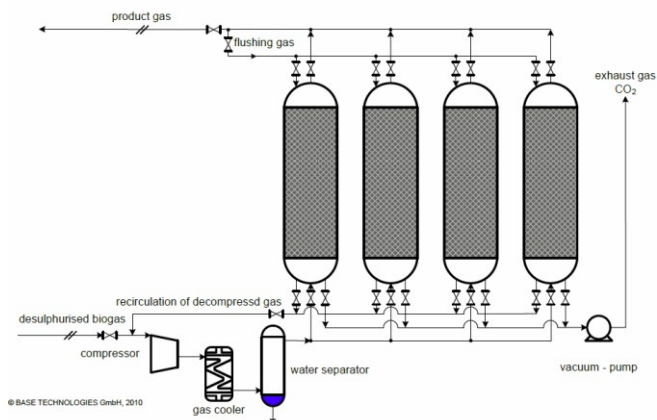 product gas
flushing gas
exhaust gas
CO₂
recirculation of decompressd gas
desulphurised biogas
compressor
water separator
vacuum - pump
gas cooler
© BASE TECHNOLOGIES GmbH, 2010